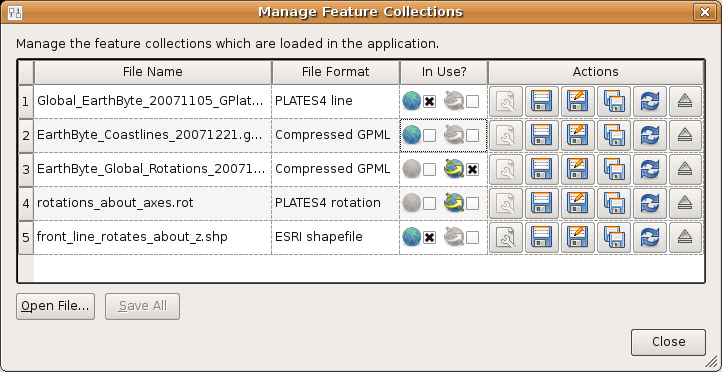 Manage Feature Collections
Manage the feature collections which are loaded in the application.
File Name File Format In Use? Actions
1 Global_EarthByte_20071105_GPlat... PLATES4 line
2 EarthByte_Coastlines_20071221.g... Compressed GPML
3 EarthByte_Global_Rotations_20071... Compressed GPML
4 rotations_about_axes.rot PLATES4 rotation
5 front_line_rotates_about_z.shp ESRI shapefile
Open File... Save All
Close